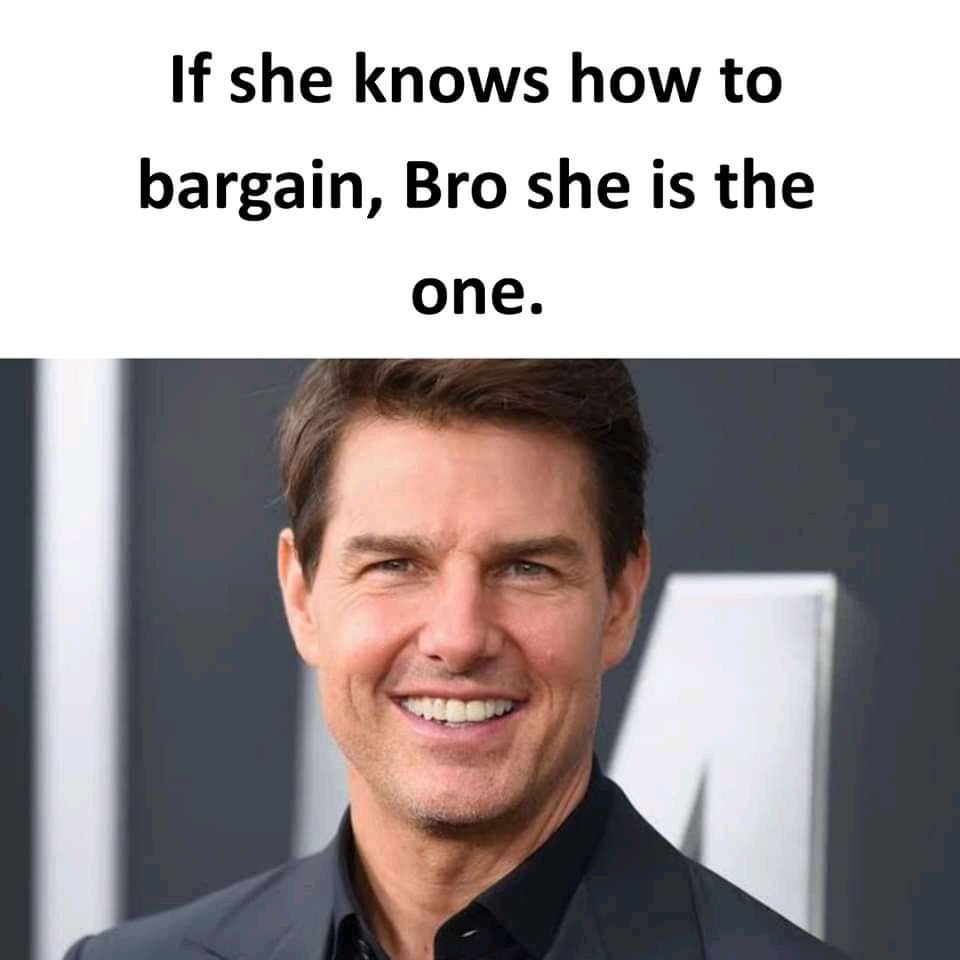 If she knows how to
bargain, Bro she is the
one.